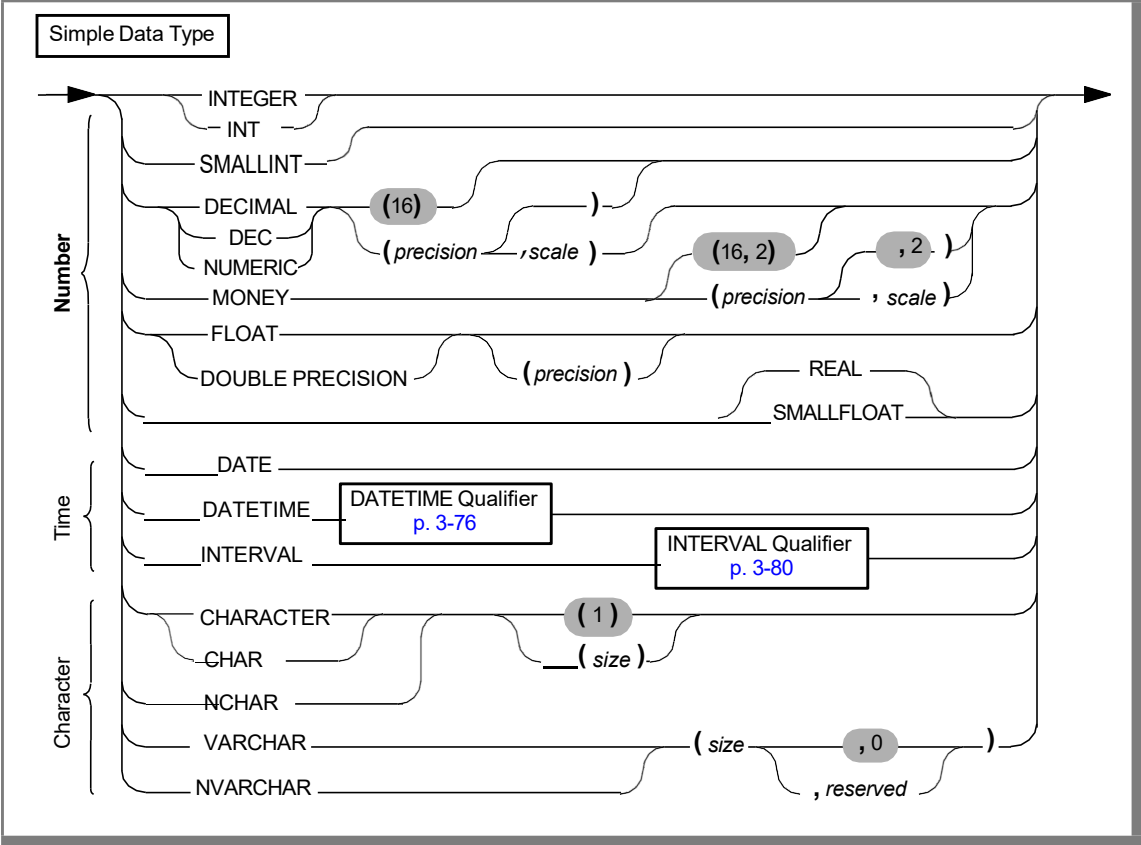 Simple Data Type
INTEGER
INT
SMALLINT
DECIMAL (16) )
DEC
(precision ,scale )
NUMERIC
(16, 2) , 2 )
MONEY (precision , scale )
FLOAT
DOUBLE PRECISION (precision )
REAL
SMALLFLOAT
Number
DATE
DATETIME DATETIME Qualifier
p. 3-76
INTERVAL INTERVAL Qualifier
p. 3-80
Time
CHARACTER ( 1 )
CHAR ( size )
NCHAR
VARCHAR ( size , 0 )
NVARCHAR , reserved
Character